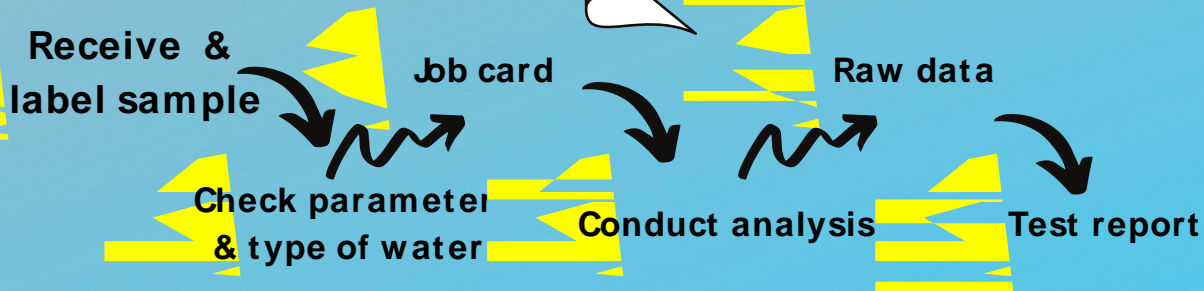 Receive &
label sample
Check parameter
& type of water
Job card
Conduct analysis
Raw data
Test report